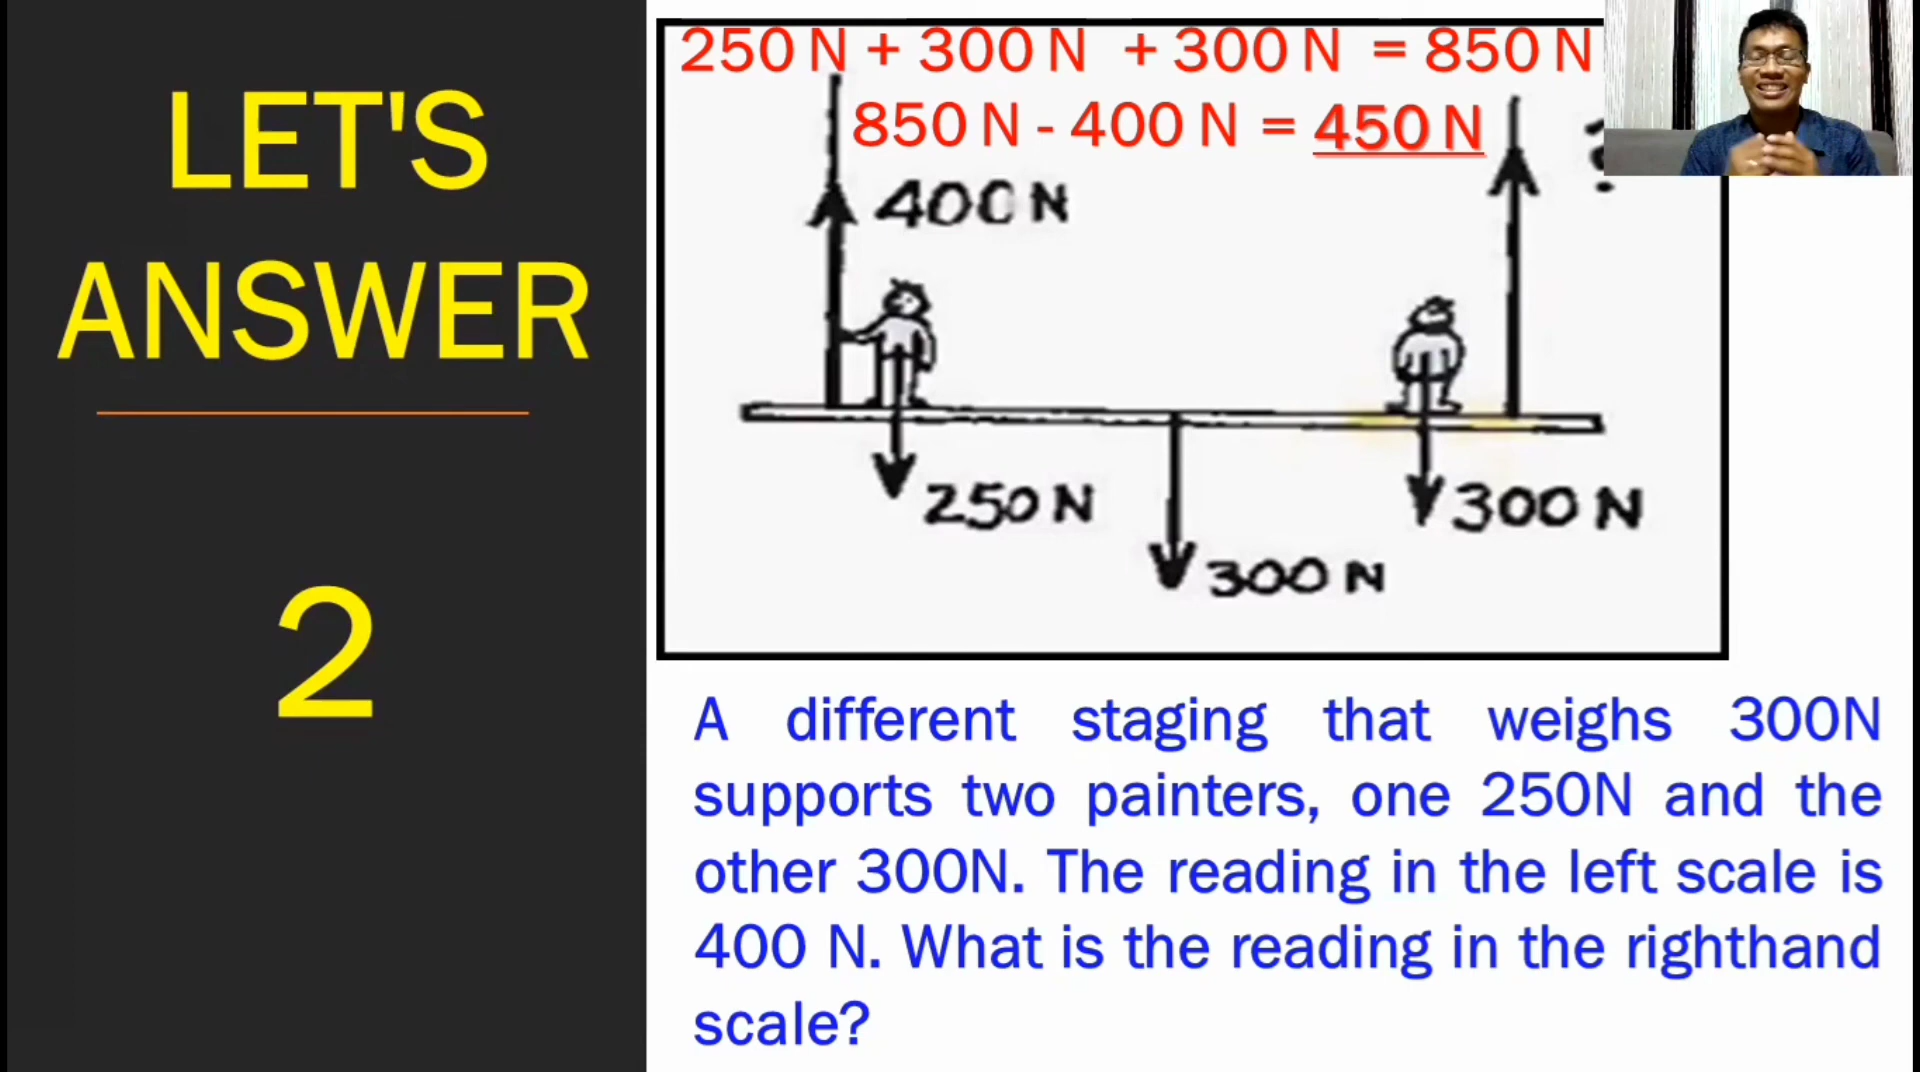 LET'S
ANSWER
2
250 N + 300 N + 300 N = 850 N
850 N - 400 N = 450 N
400 N
?
250 N
300 N
300 N
A different staging that weighs 300N
supports two painters, one 250N and the
other 300N. The reading in the left scale is
400 N. What is the reading in the righthand
scale?